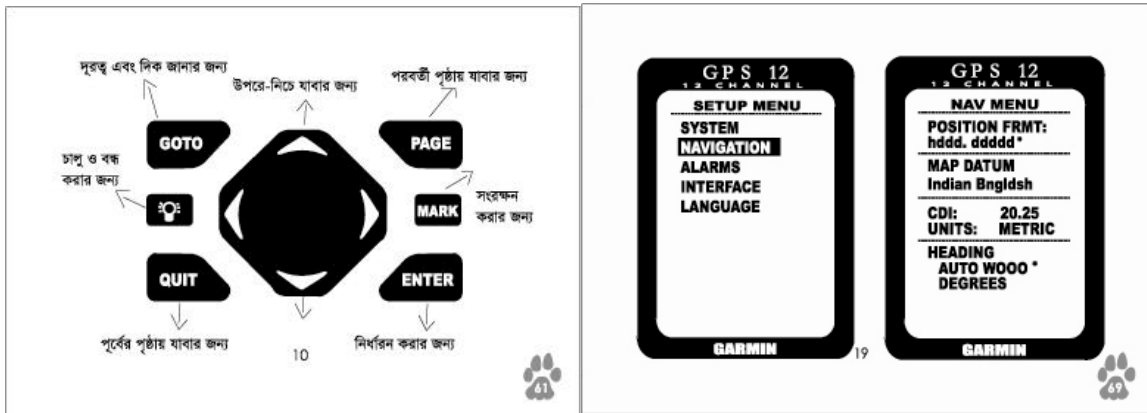 দূরত্ব এবং দিক জানার জন্য
উপরে-নিচে যাবার জন্য
পরবর্তী পৃষ্ঠায় যাবার জন্য
GOTO
PAGE
চালু ও বন্ধ
করার জন্য
সংরক্ষন
করার জন্য
MARK
QUIT
ENTER
পূর্বের পৃষ্ঠায় যাবার জন্য
নির্ধারন করার জন্য
10
61
GPS 12
12 CHANNEL
SETUP MENU
SYSTEM
NAVIGATION
ALARMS
INTERFACE
LANGUAGE
GARMIN
19
GPS 12
12 CHANNEL
NAV MENU
POSITION FRMT:
hddd. ddddd°
MAP DATUM
Indian Bngldsh
CDI: 20.25
UNITS: METRIC
HEADING
AUTO WOOO°
DEGREES
GARMIN
69